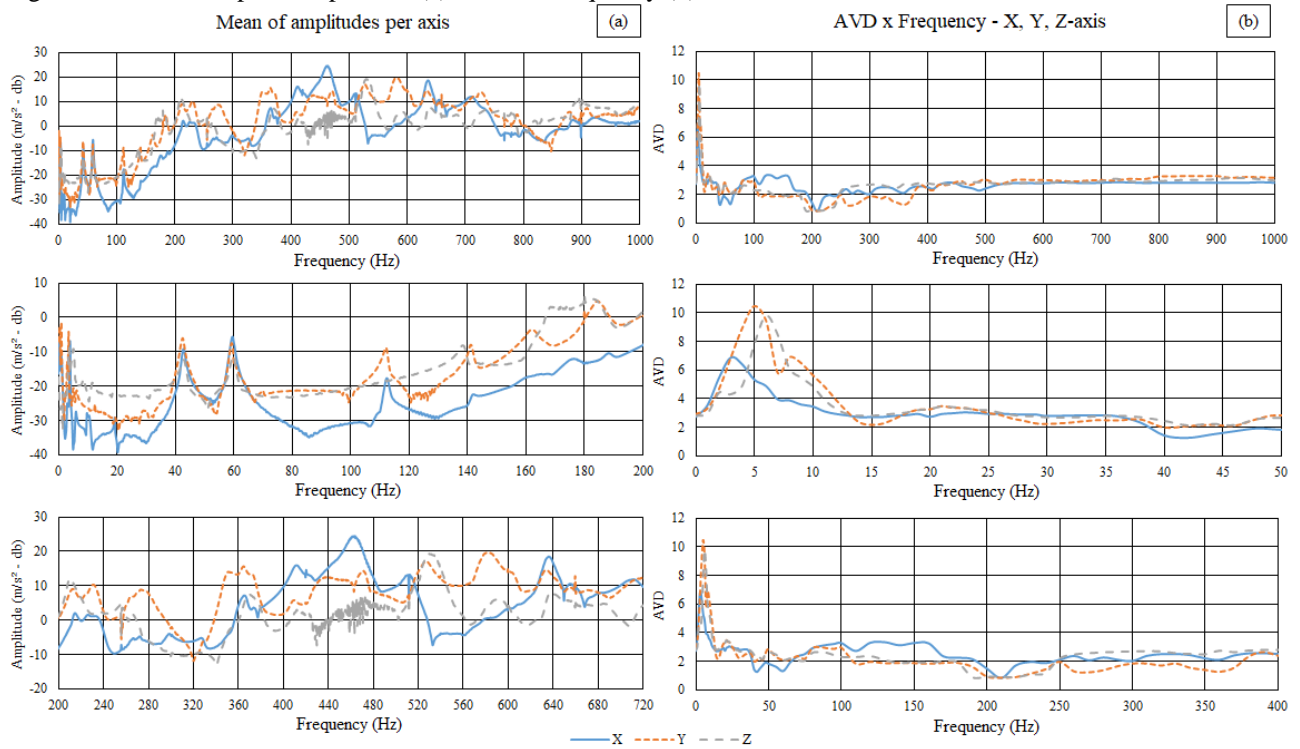 Mean of amplitudes per axis
(a)
Amplitude (m/s² - db)
30
20
10
0
-10
-20
-30
-40
0 100 200 300 400 500 600 700 800 900 1000
Frequency (Hz)
Amplitude (m/s² - db)
10
0
-10
-20
-30
-40
0 20 40 60 80 100 120 140 160 180 200
Frequency (Hz)
Amplitude (m/s² - db)
30
20
10
0
-10
-20
200 240 280 320 360 400 440 480 520 560 600 640 680 720
Frequency (Hz)
AVD x Frequency - X, Y, Z-axis
(b)
AVD
12
10
8
6
4
2
0
0 100 200 300 400 500 600 700 800 900 1000
Frequency (Hz)
AVD
12
10
8
6
4
2
0
0 5 10 15 20 25 30 35 40 45 50
Frequency (Hz)
AVD
12
10
8
6
4
2
0
0 50 100 150 200 250 300 350 400
Frequency (Hz)
X Y Z